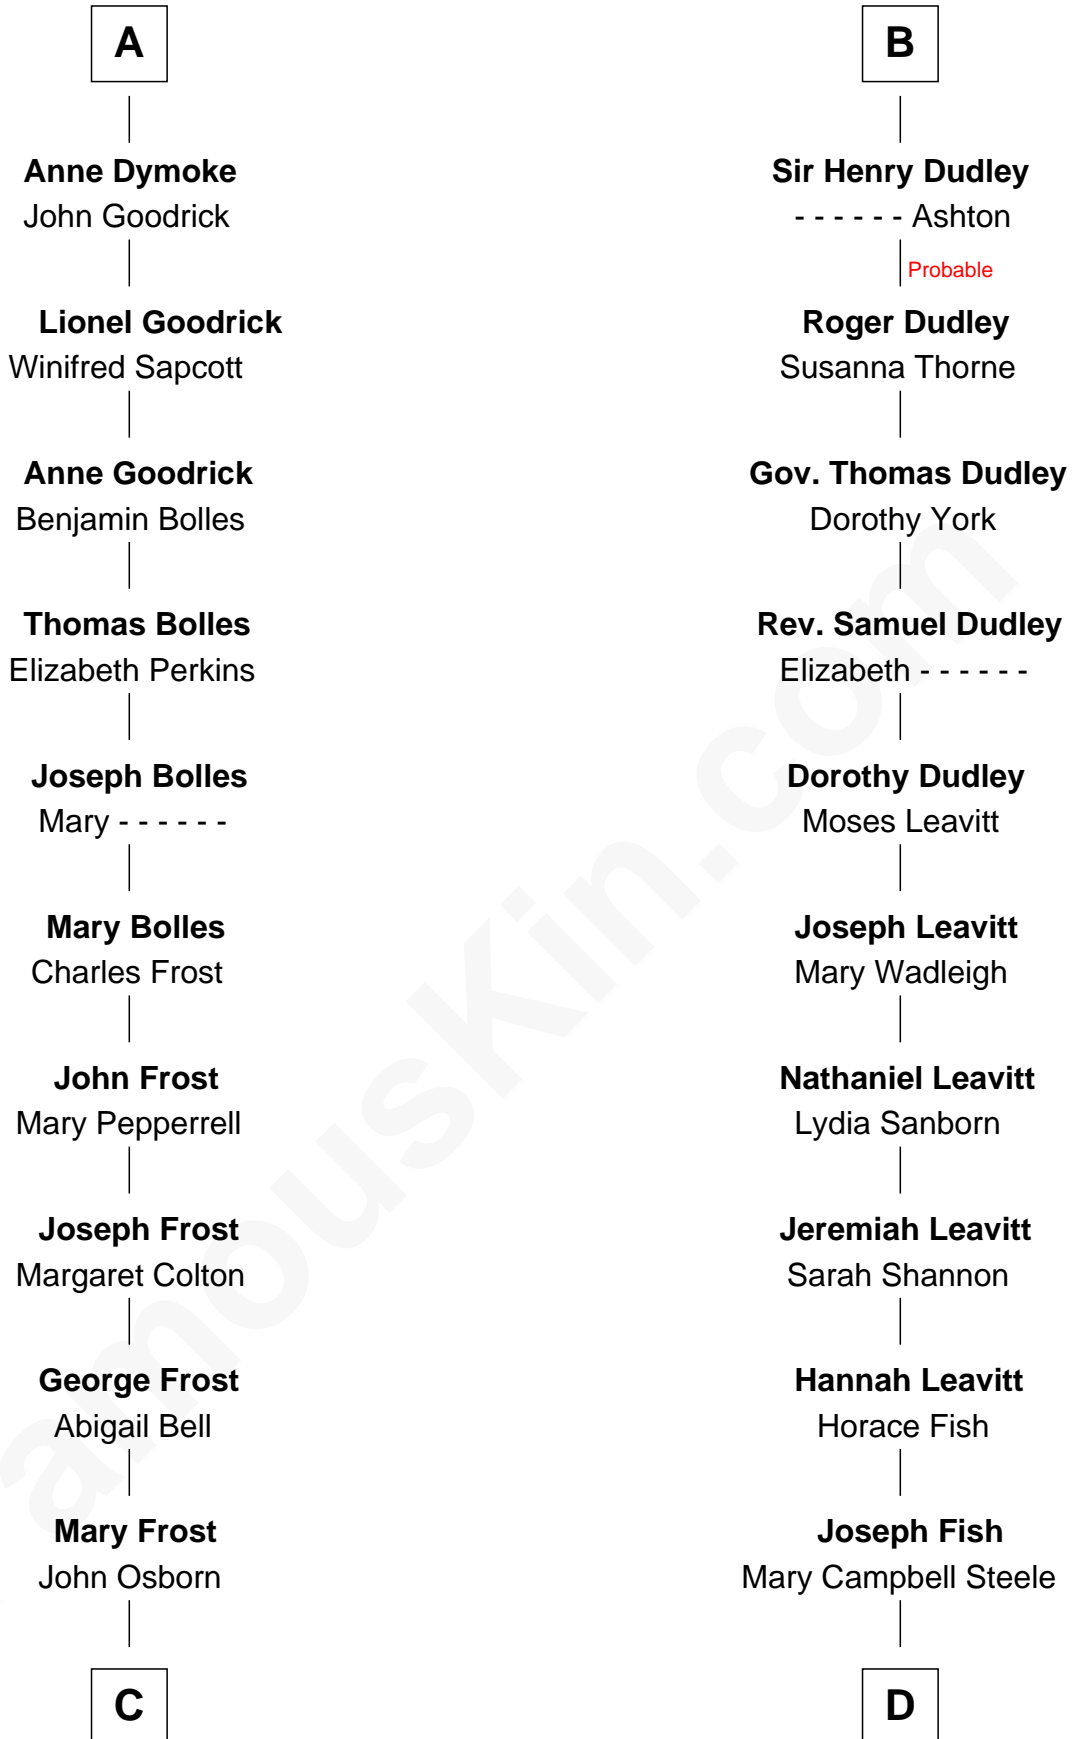 A
Anne Dymoke
John Goodrick
Lionel Goodrick
Winifred Sapcott
Anne Goodrick
Benjamin Bolles
Thomas Bolles
Elizabeth Perkins
Joseph Bolles
Mary - - - - - -
Mary Bolles
Charles Frost
John Frost
Mary Pepperrell
Joseph Frost
Margaret Colton
George Frost
Abigail Bell
Mary Frost
John Osborn
C
B
Sir Henry Dudley
- - - - - - Ashton
Probable
Roger Dudley
Susanna Thorne
Gov. Thomas Dudley
Dorothy York
Rev. Samuel Dudley
Elizabeth - - - - - -
Dorothy Dudley
Moses Leavitt
Joseph Leavitt
Mary Wadleigh
Nathaniel Leavitt
Lydia Sanborn
Jeremiah Leavitt
Sarah Shannon
Hannah Leavitt
Horace Fish
Joseph Fish
Mary Campbell Steele
D
amousKin.com